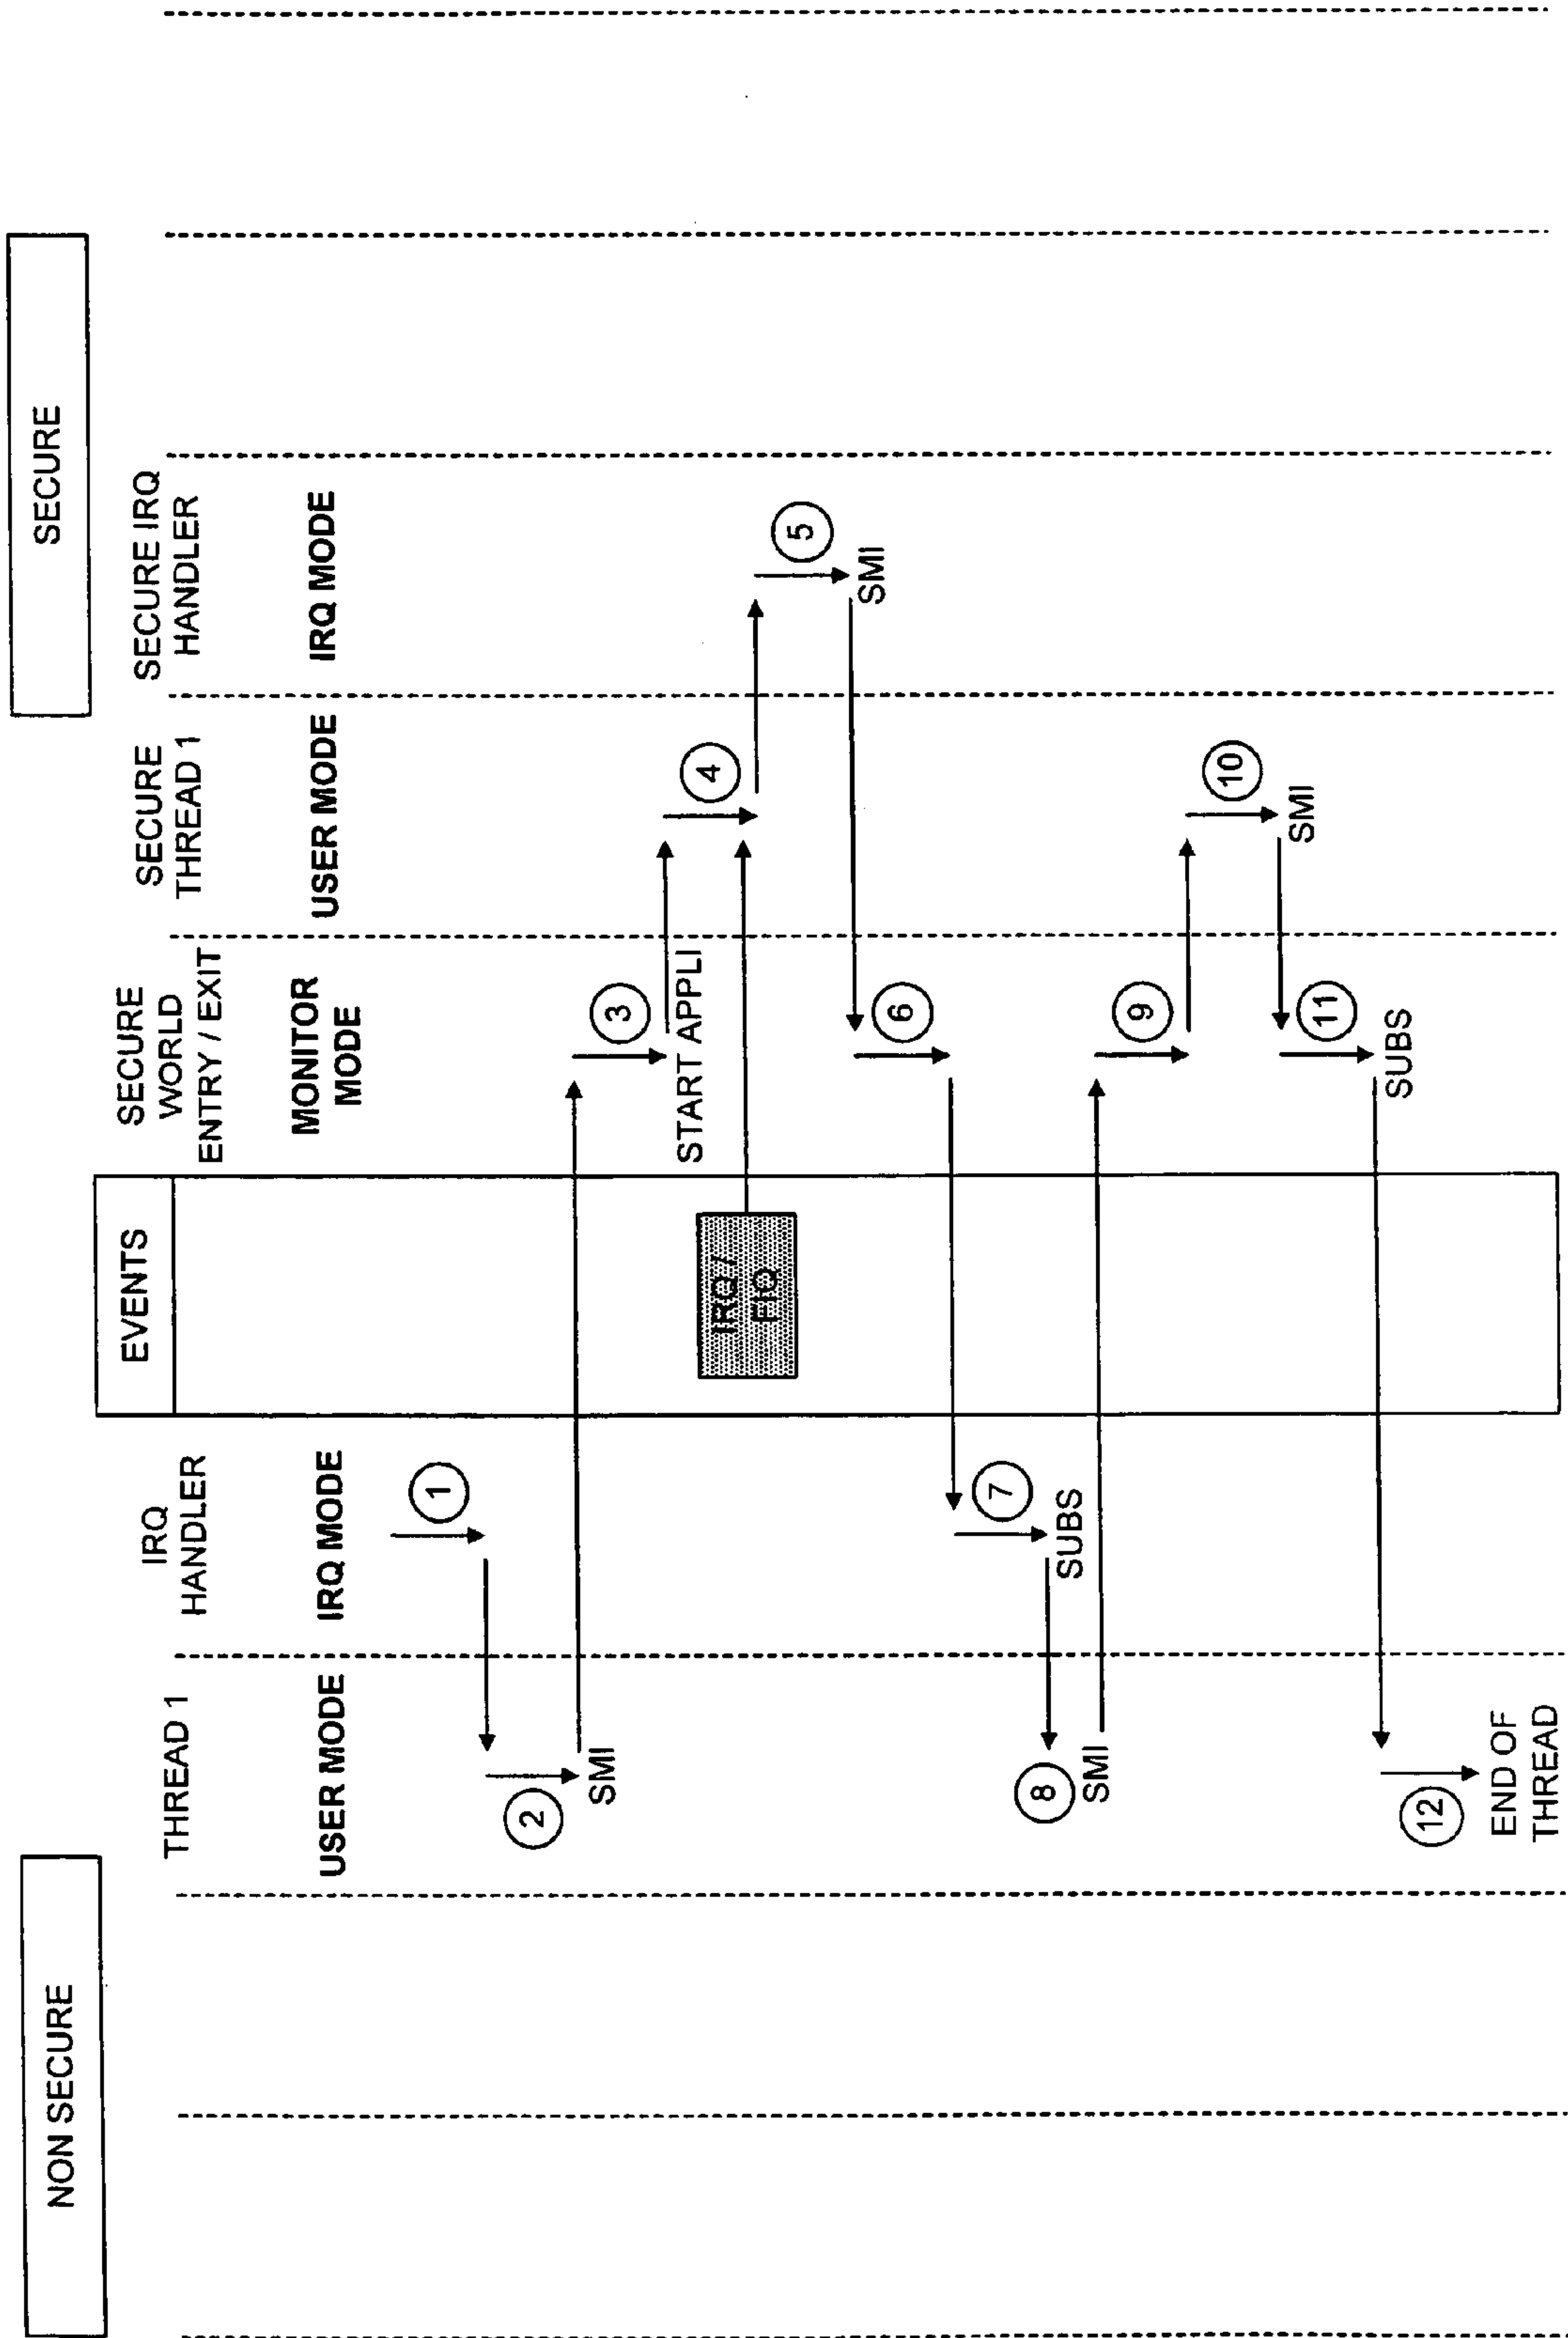 NON SECURE
SECURE
THREAD 1
IRQ
HANDLER
EVENTS
SECURE
WORLD
ENTRY / EXIT
SECURE
THREAD 1
SECURE IRQ
HANDLER
USER MODE
IRQ MODE
MONITOR
MODE
USER MODE
IRQ MODE
1
2
SMI
3
START APPLI
4
IRQ /
FIQ
5
SMI
6
7
SUBS
8
SMI
9
10
SMI
11
SUBS
12
END OF
THREAD